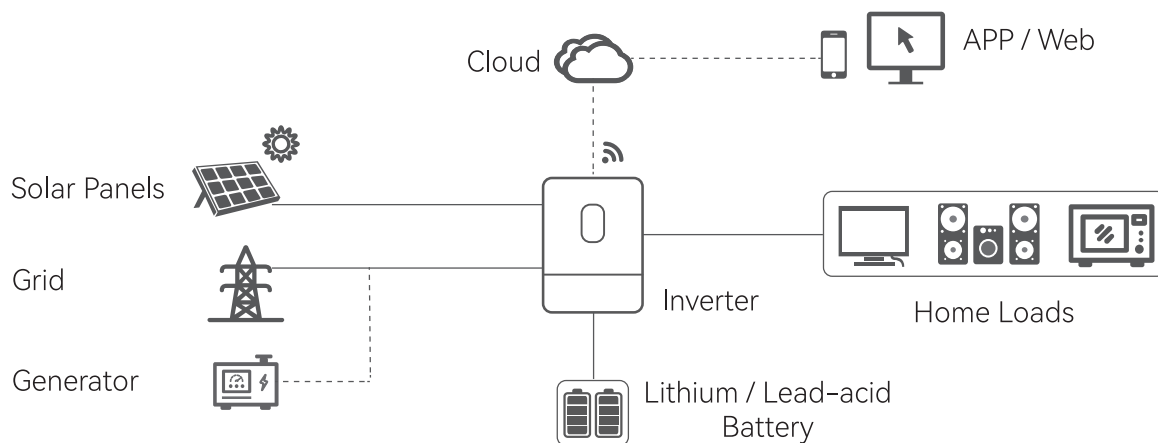 Cloud
APP / Web
Solar Panels
Grid
Inverter
Home Loads
Generator
Lithium / Lead-acid
Battery